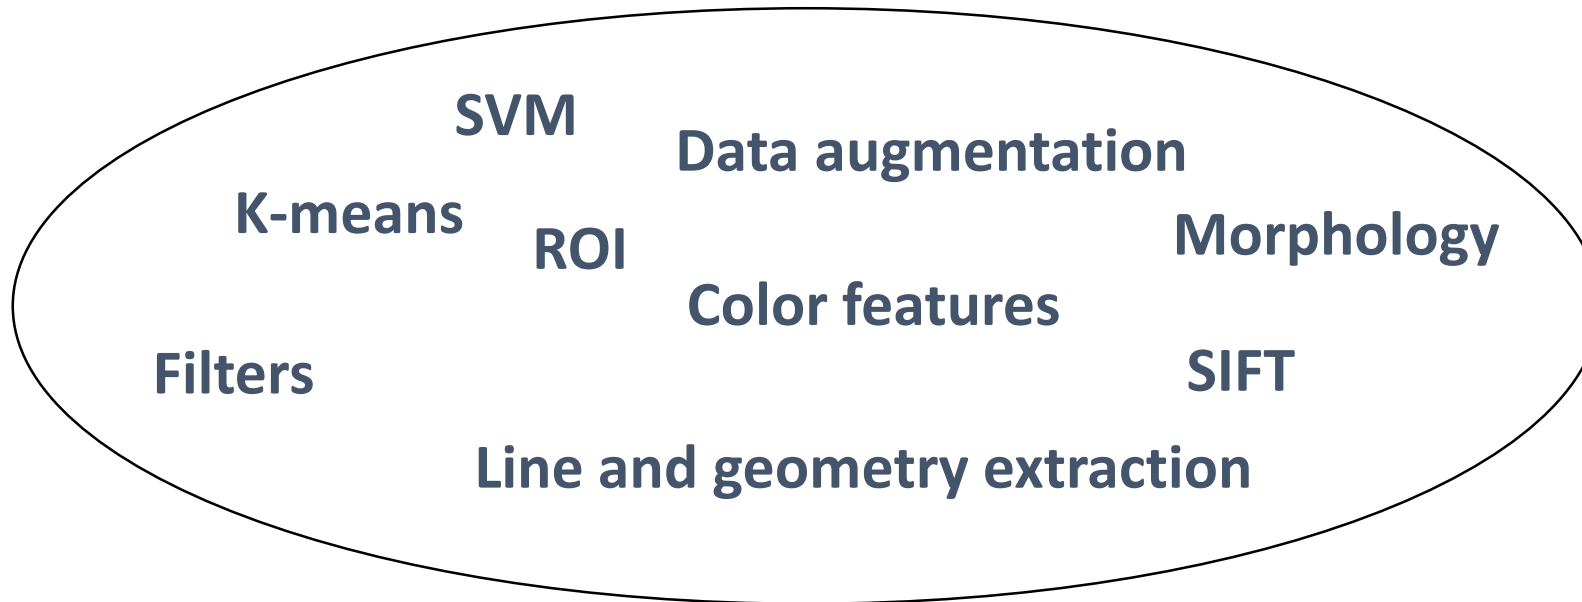 SVM
Data augmentation
K-means
ROI
Morphology
Color features
Filters
SIFT
Line and geometry extraction